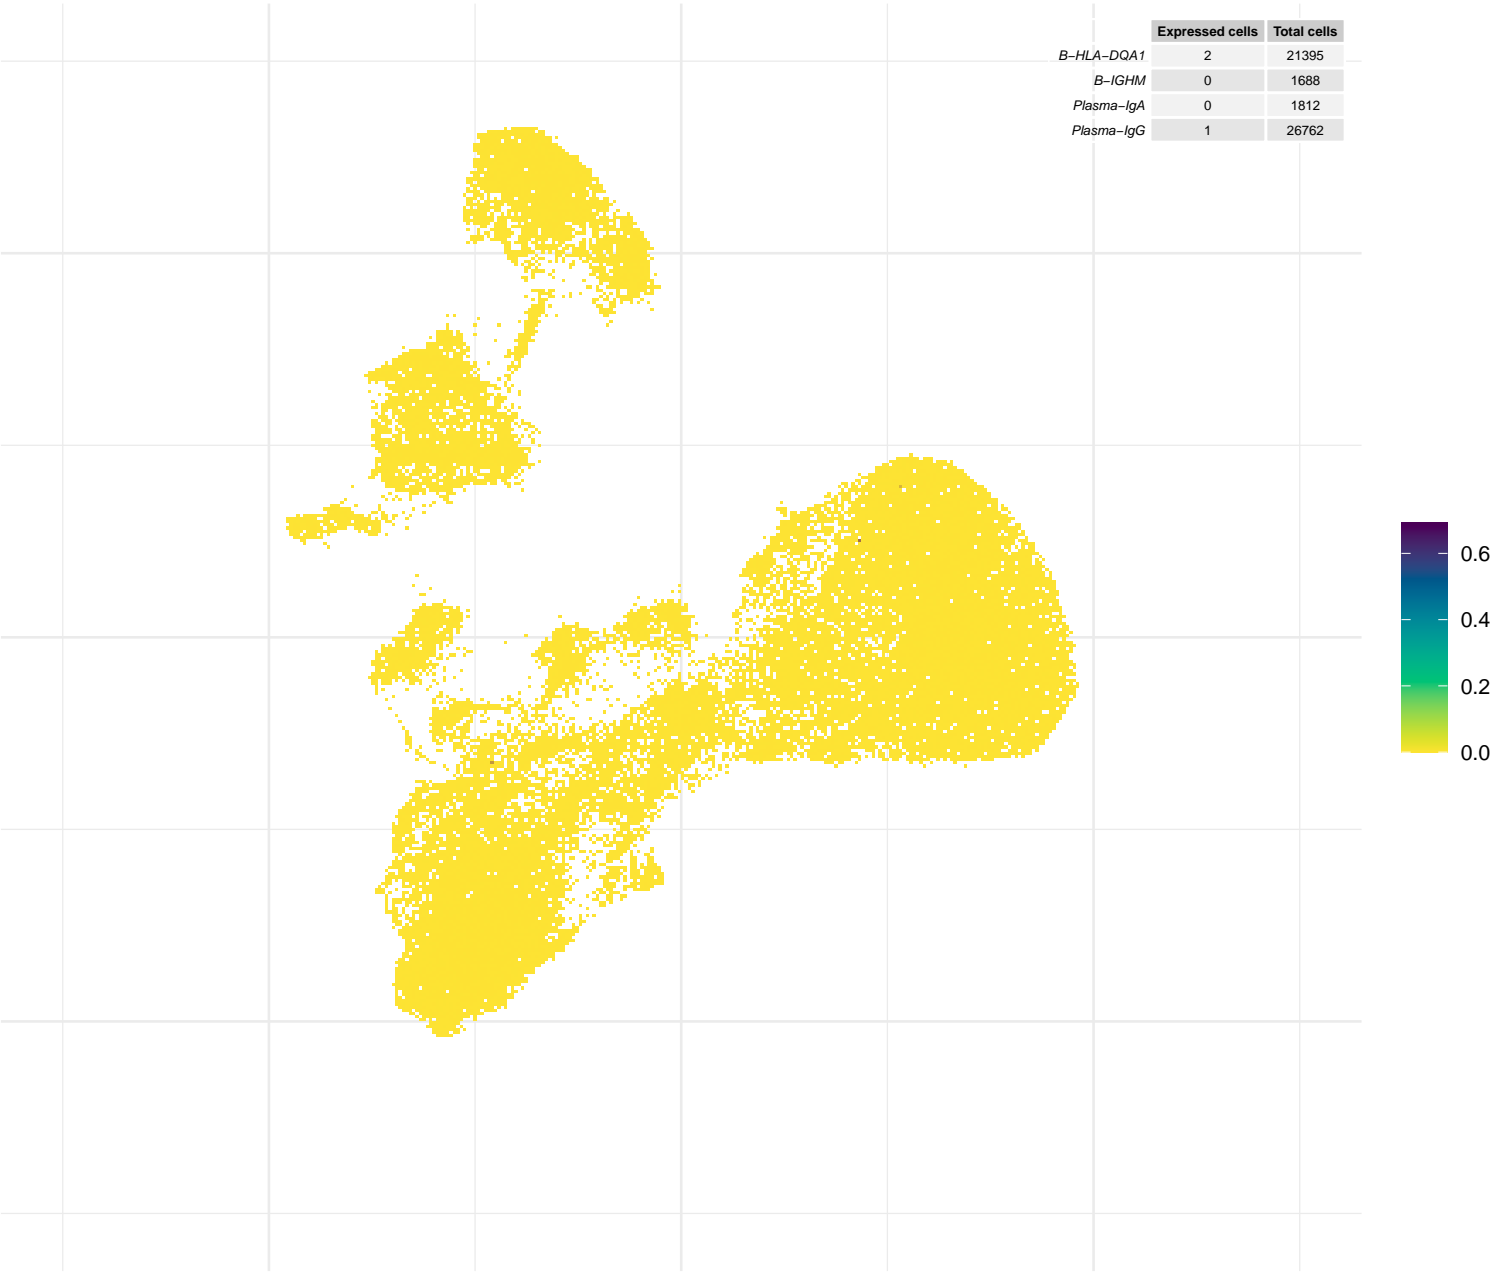 Expressed cells Total cells
B−HLA−DQA1 2 21395
B−IGHM 0 1688
Plasma−IgA 0 1812
Plasma−IgG 1 26762
0.6
0.4
0.2
0.0